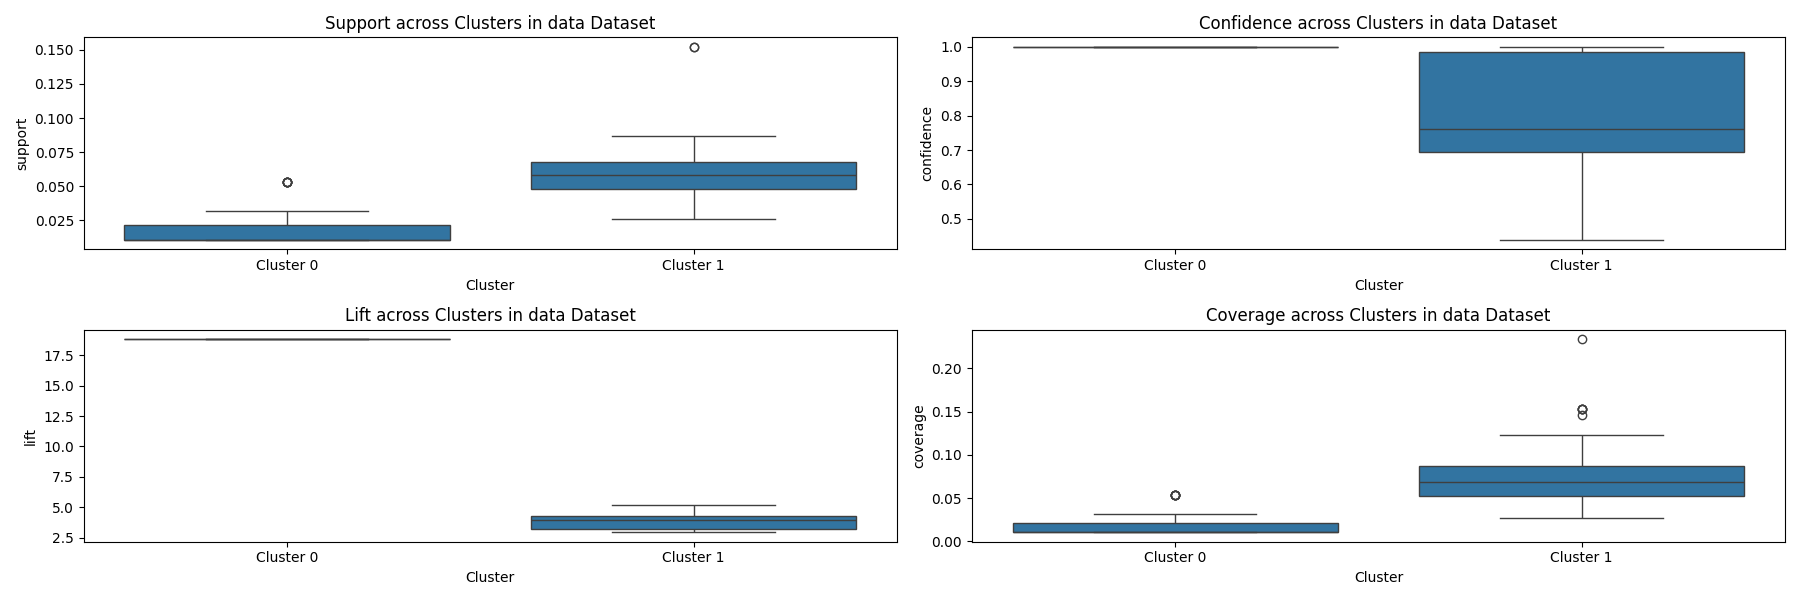 Support across Clusters in data Dataset
0.150
0.125
0.100
0.075
0.050
0.025
support
Cluster 0
Cluster 1
Cluster
Confidence across Clusters in data Dataset
1.0
0.9
0.8
0.7
0.6
0.5
confidence
Cluster 0
Cluster 1
Cluster
Lift across Clusters in data Dataset
17.5
15.0
12.5
10.0
7.5
5.0
2.5
lift
Cluster 0
Cluster 1
Cluster
Coverage across Clusters in data Dataset
0.20
0.15
0.10
0.05
0.00
coverage
Cluster 0
Cluster 1
Cluster